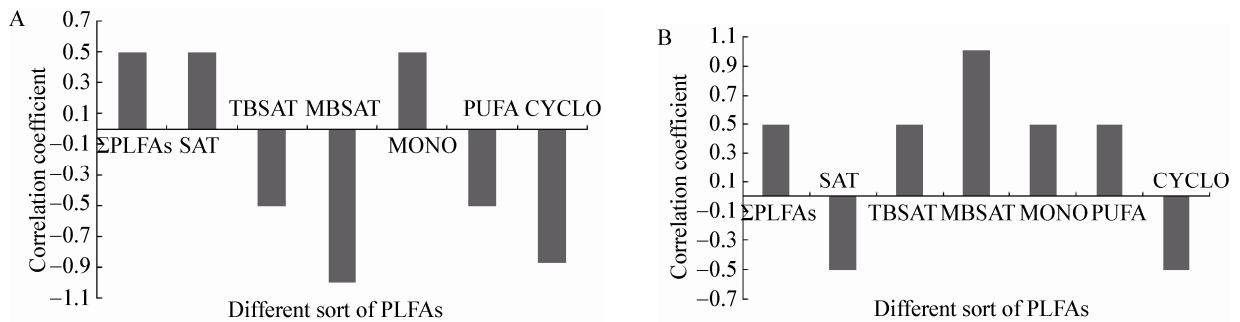 A
0.7
0.5
0.3
0.1
−0.1
−0.3
−0.5
−0.7
−0.9
−1.1
Correlation coefficient
TBSAT MBSAT PUFA CYCLO
ΣPLFAs SAT MONO
Different sort of PLFAs
B
1.1
0.9
0.7
0.5
0.3
0.1
−0.1
−0.3
−0.5
−0.7
Correlation coefficient
SAT CYCLO
ΣPLFAs TBSAT MBSAT MONO PUFA
Different sort of PLFAs